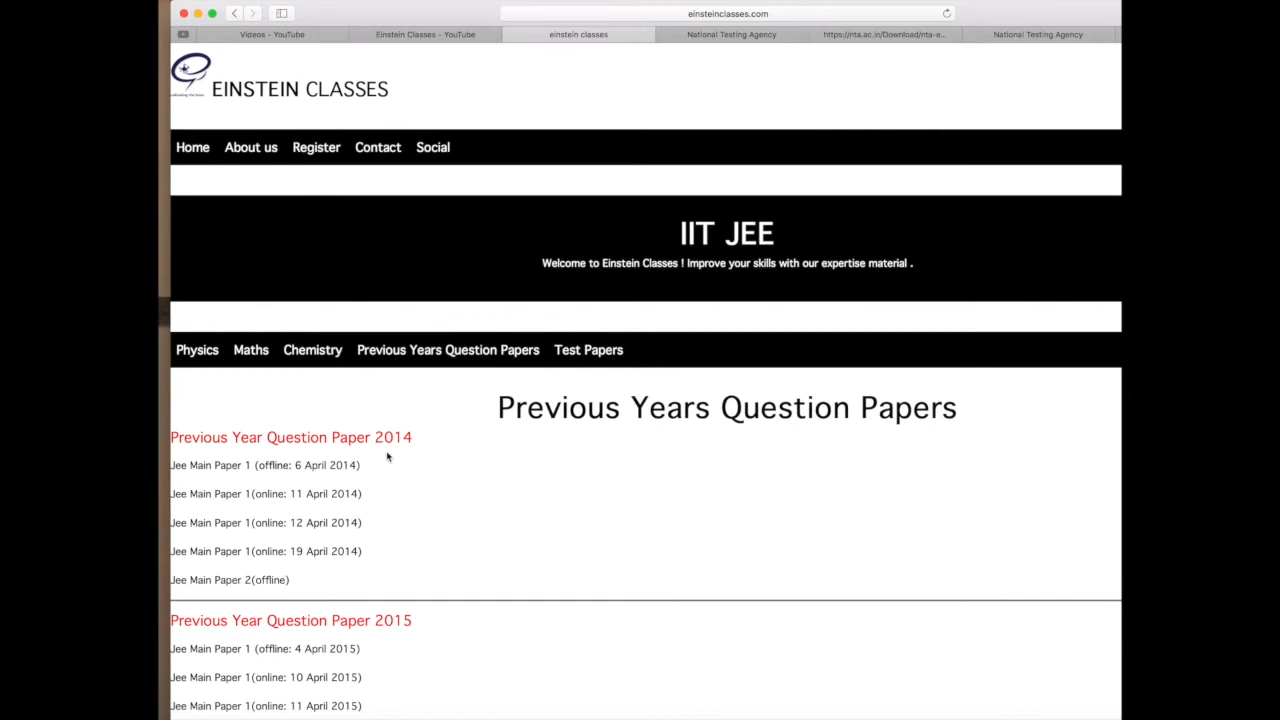 einsteinclasses.com
Videos - YouTube
Einstein Classes - YouTube
einstein classes
National Testing Agency
https://nta.ac.in/Download/nta-e...
National Testing Agency
EINSTEIN CLASSES
Home About us Register Contact Social
IIT JEE
Welcome to Einstein Classes ! Improve your skills with our expertise material .
Physics Maths Chemistry Previous Years Question Papers Test Papers
Previous Years Question Papers
Previous Year Question Paper 2014
Jee Main Paper 1 (offline: 6 April 2014)
Jee Main Paper 1(online: 11 April 2014)
Jee Main Paper 1(online: 12 April 2014)
Jee Main Paper 1(online: 19 April 2014)
Jee Main Paper 2(offline)
Previous Year Question Paper 2015
Jee Main Paper 1 (offline: 4 April 2015)
Jee Main Paper 1(online: 10 April 2015)
Jee Main Paper 1(online: 11 April 2015)